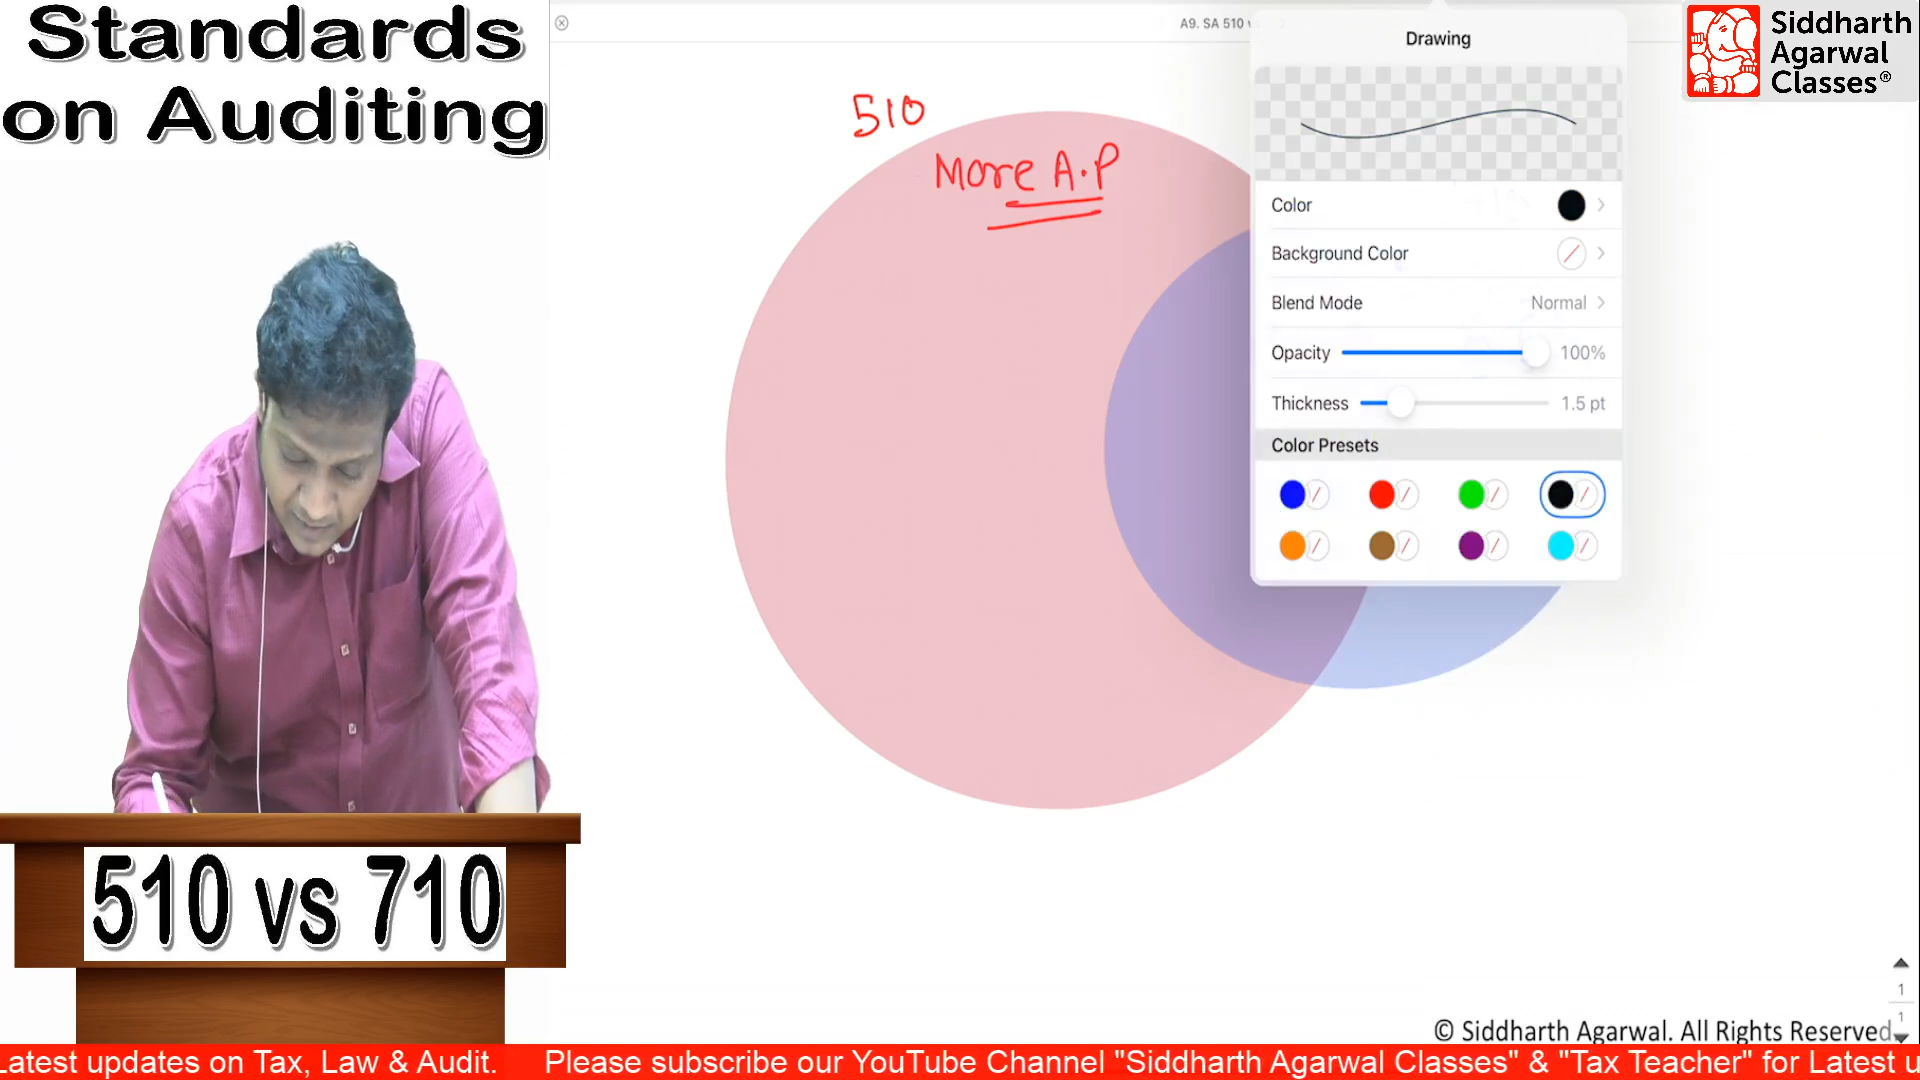 Standards
on Auditing
A9. SA 510 v
510
More A.P
Drawing
Color
Background Color
Blend Mode Normal
Opacity 100%
Thickness 1.5 pt
Color Presets
Siddharth
Agarwal
Classes®
510 vs 710
1
1
© Siddharth Agarwal. All Rights Reserved.
Latest updates on Tax, Law & Audit. Please subscribe our YouTube Channel "Siddharth Agarwal Classes" & "Tax Teacher" for Latest u